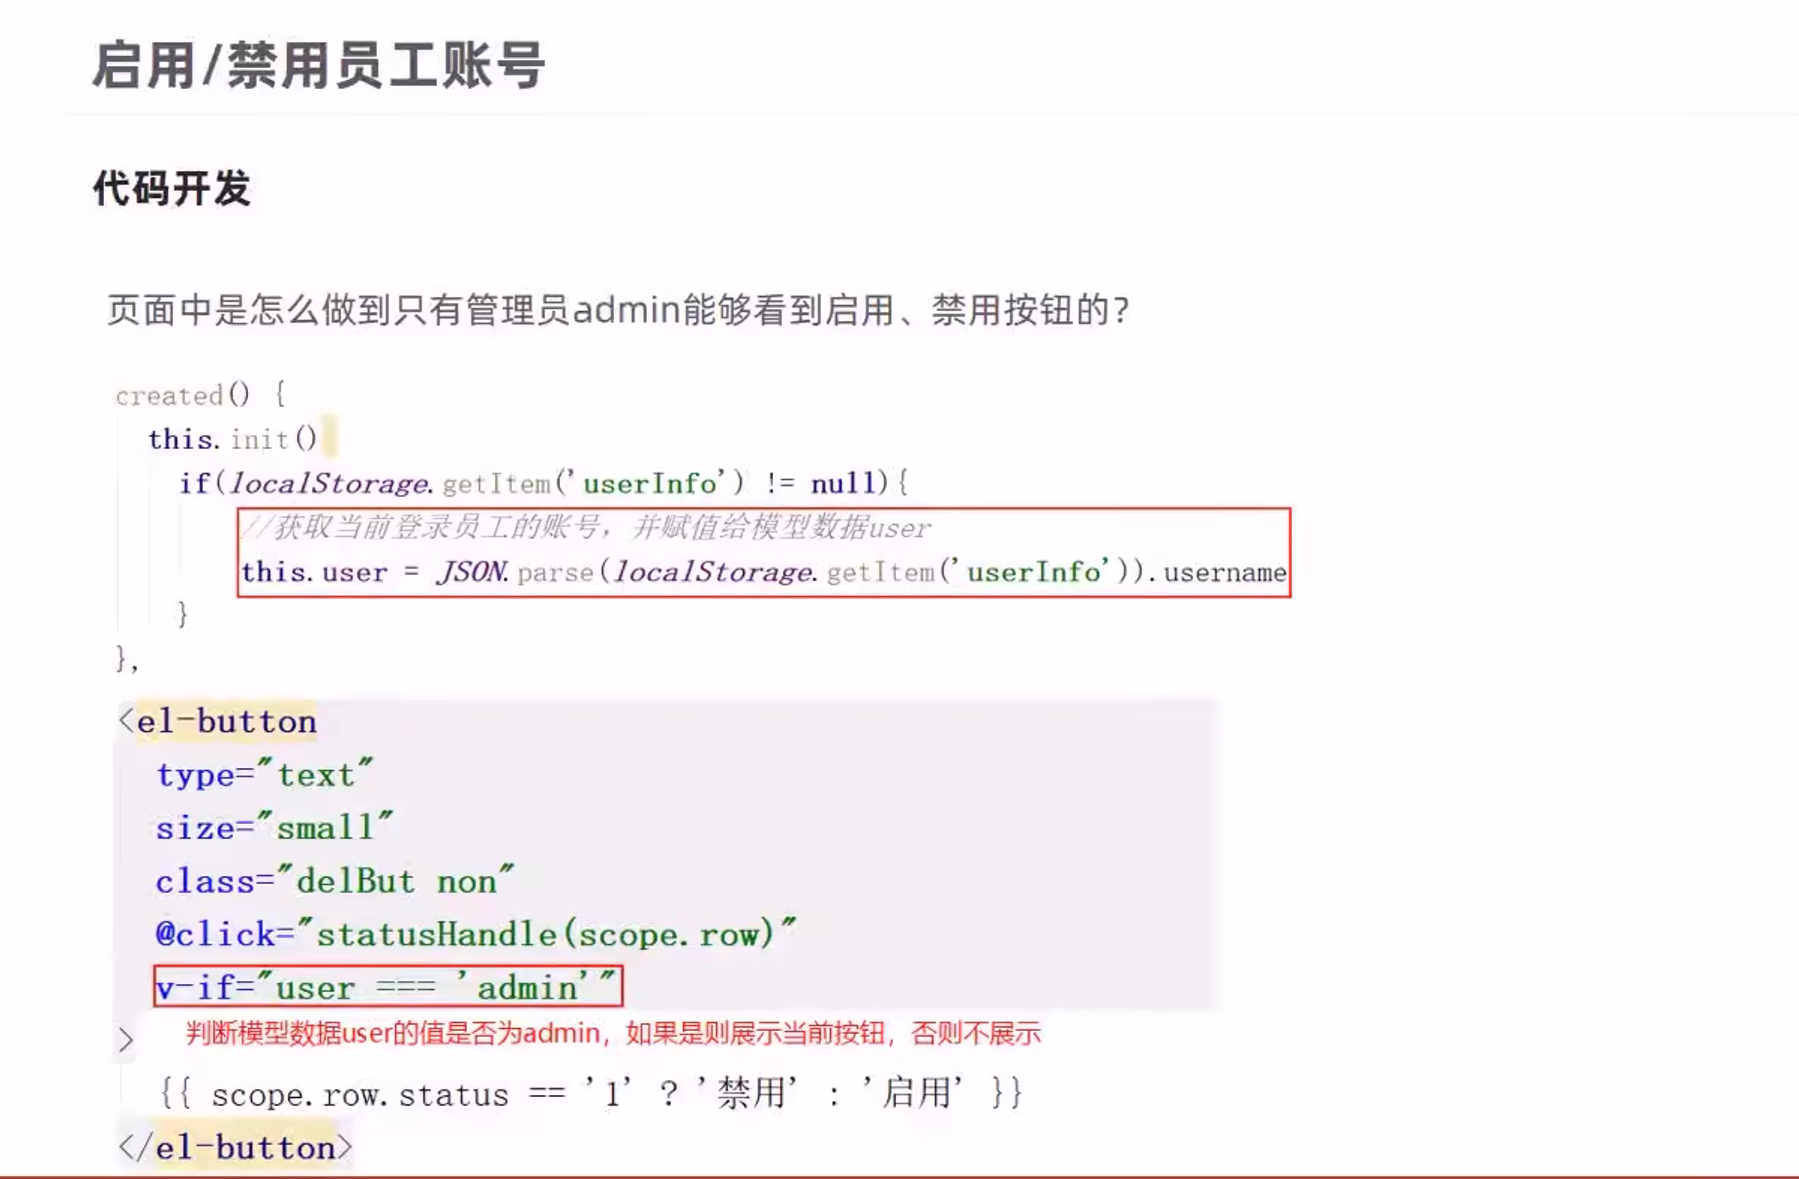 启用/禁用员工账号
代码开发
页面中是怎么做到只有管理员admin能够看到启用、禁用按钮的?
created() {
this.init()
if(localStorage.getItem('userInfo') != null){
//获取当前登录员工的账号，并赋值给模型数据user
this.user = JSON.parse(localStorage.getItem('userInfo')).username
}
},
<el-button
type="text"
size="small"
class="delBut non"
@click="statusHandle(scope.row)"
v-if="user === 'admin'"
> 判断模型数据user的值是否为admin，如果是则展示当前按钮，否则不展示
{{ scope.row.status == '1' ? '禁用' : '启用' }}
</el-button>